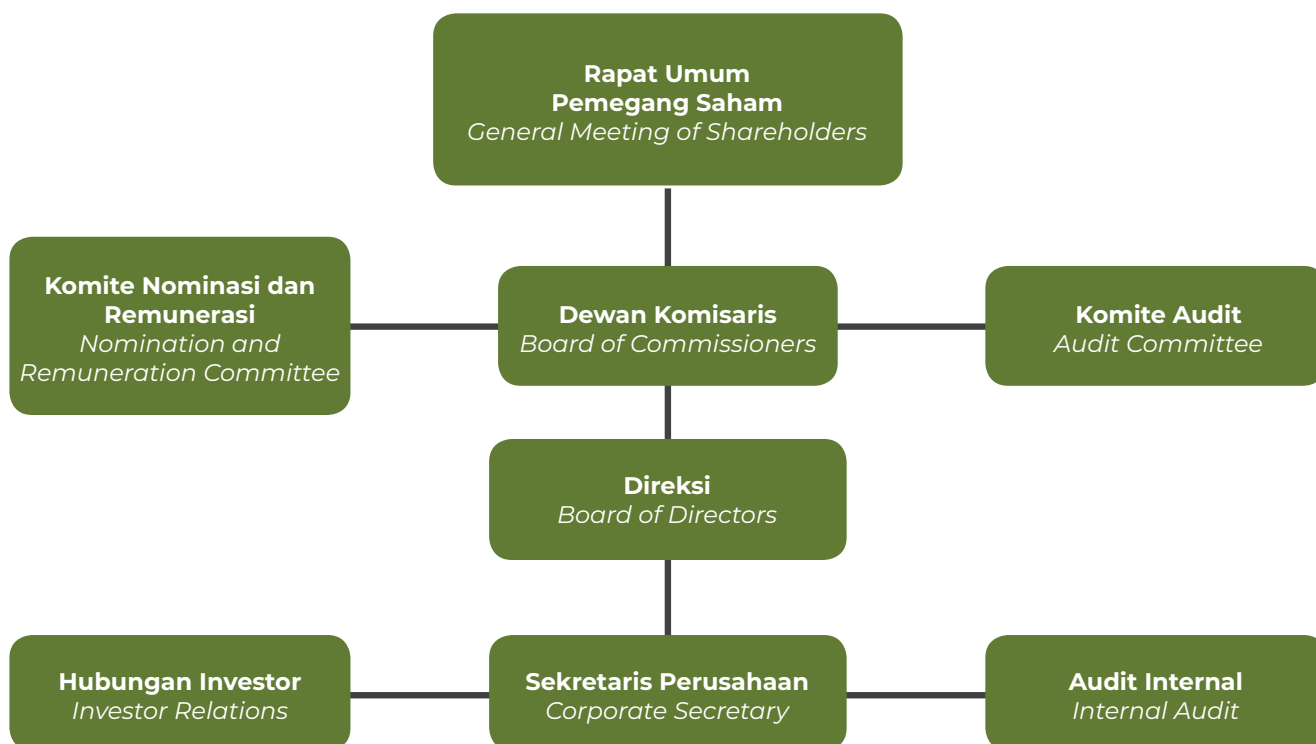 Rapat Umum
Pemegang Saham
General Meeting of Shareholders
Komite Nominasi dan
Remunerasi
Nomination and
Remuneration Committee
Dewan Komisaris
Board of Commissioners
Komite Audit
Audit Committee
Direksi
Board of Directors
Hubungan Investor
Investor Relations
Sekretaris Perusahaan
Corporate Secretary
Audit Internal
Internal Audit